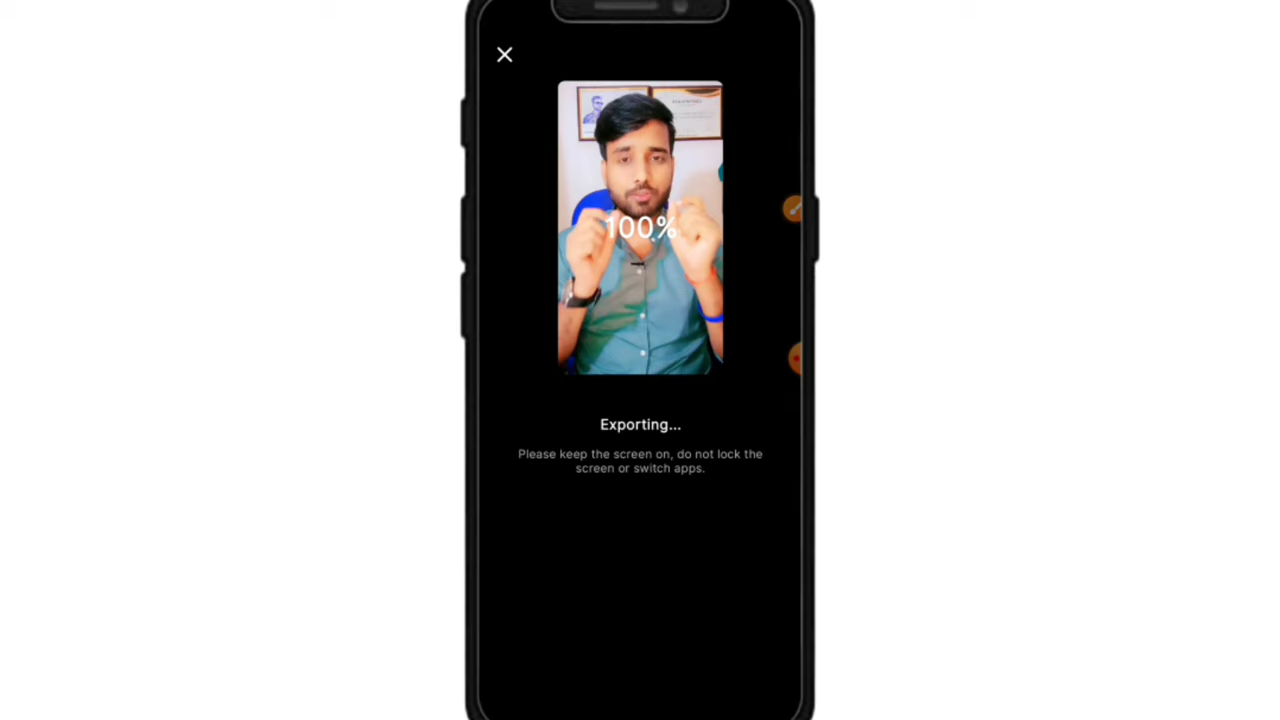 100%
Exporting...
Please keep the screen on, do not lock the
screen or switch apps.